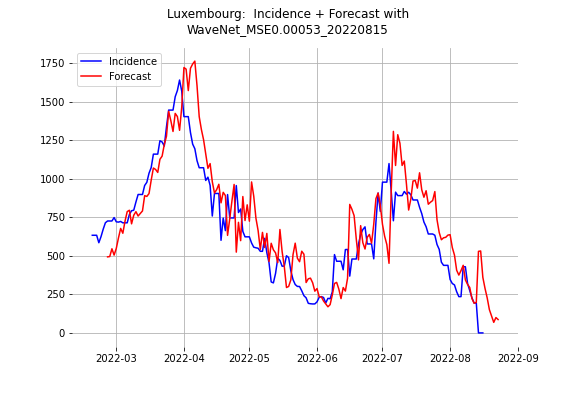 Luxembourg:  Incidence + Forecast with
WaveNet_MSE0.00053_20220815
Incidence
Forecast
1750
1500
1250
1000
750
500
250
0
2022-03 2022-04 2022-05 2022-06 2022-07 2022-08 2022-09